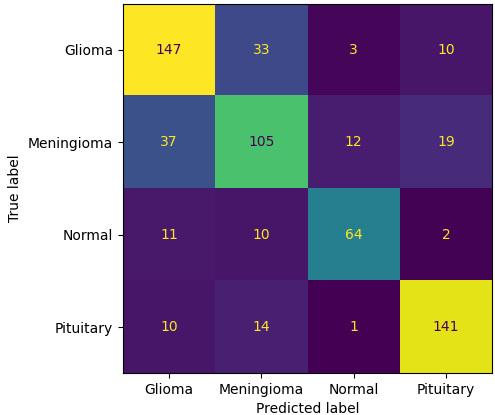 Glioma 147 33 3 10
Meningioma 37 105 12 19
Normal 11 10 64 2
Pituitary 10 14 1 141
True label
Glioma Meningioma Normal Pituitary
Predicted label